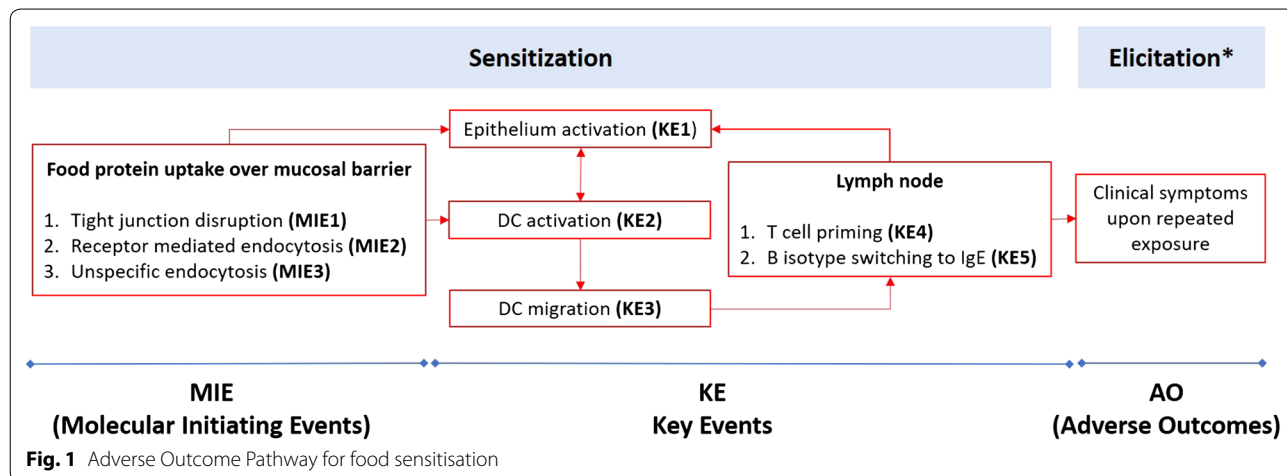 Sensitization
Elicitation*
Epithelium activation (KE1)
Food protein uptake over mucosal barrier
1. Tight junction disruption (MIE1)
2. Receptor mediated endocytosis (MIE2)
3. Unspecific endocytosis (MIE3)
DC activation (KE2)
DC migration (KE3)
Lymph node
1. T cell priming (KE4)
2. B isotype switching to IgE (KE5)
Clinical symptoms
upon repeated
exposure
MIE
(Molecular Initiating Events)
KE
Key Events
AO
(Adverse Outcomes)
Fig. 1 Adverse Outcome Pathway for food sensitisation